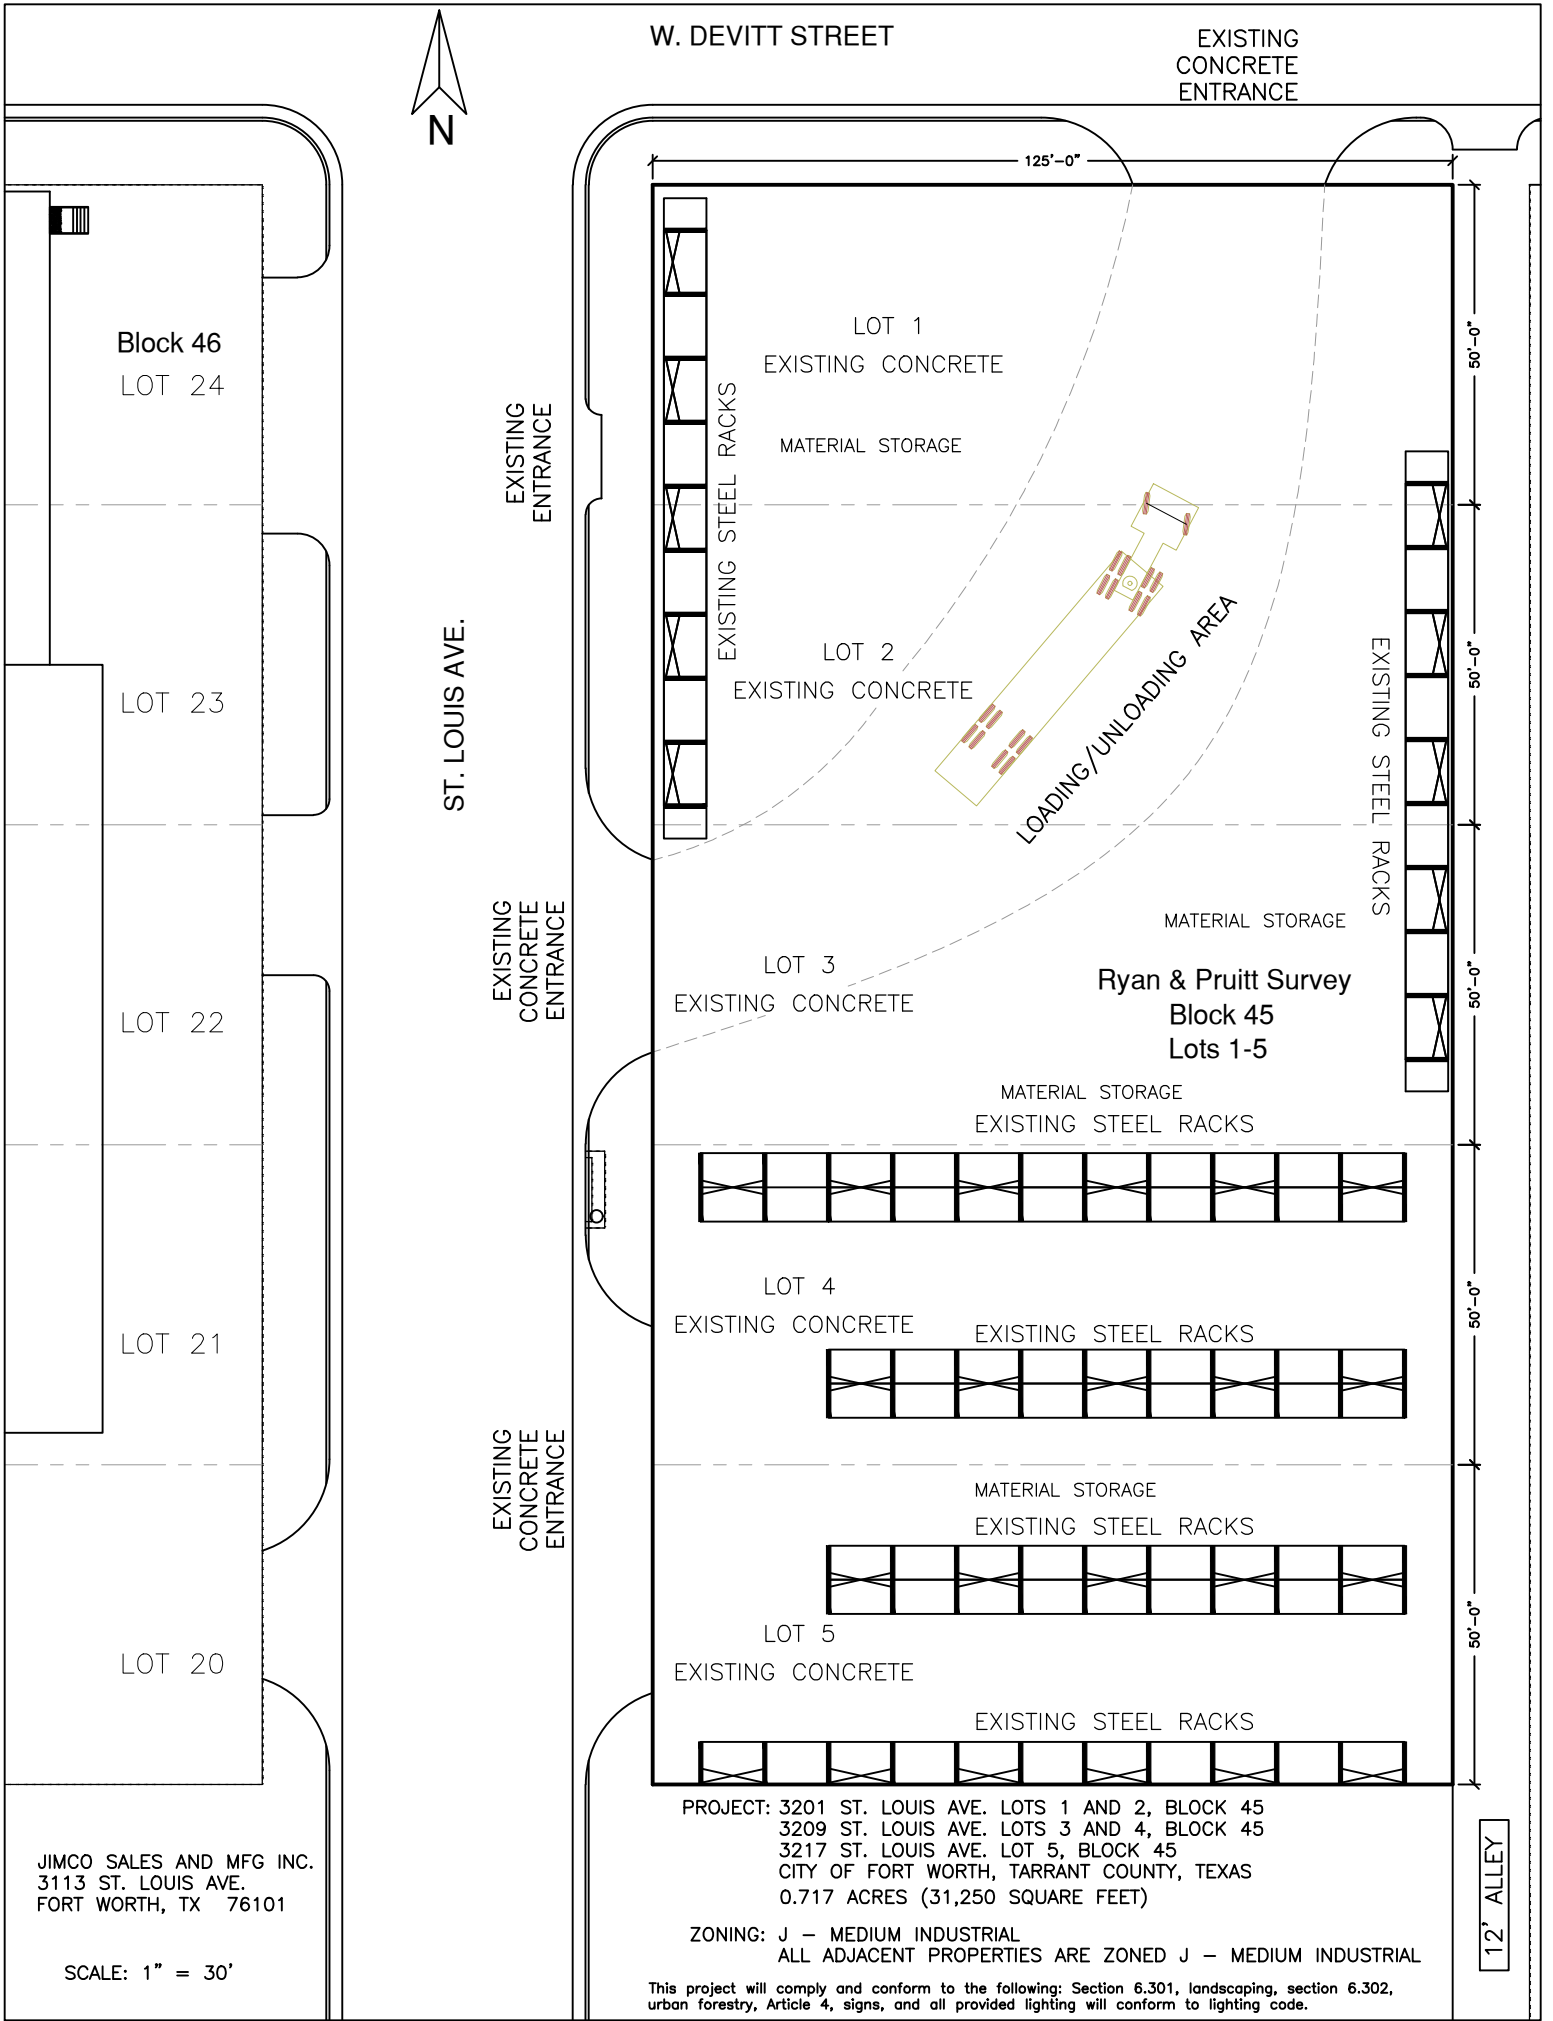 W. DEVITT STREET
EXISTING
CONCRETE
ENTRANCE
N
125'-0"
Block 46
LOT 24
LOT 23
LOT 22
LOT 21
LOT 20
ST. LOUIS AVE.
EXISTING
ENTRANCE
EXISTING
CONCRETE
ENTRANCE
EXISTING
CONCRETE
ENTRANCE
LOT 1
EXISTING CONCRETE
MATERIAL STORAGE
EXISTING STEEL RACKS
LOT 2
EXISTING CONCRETE
LOADING/UNLOADING AREA
EXISTING STEEL RACKS
50'-0"
50'-0"
50'-0"
50'-0"
50'-0"
MATERIAL STORAGE
LOT 3
EXISTING CONCRETE
Ryan & Pruitt Survey
Block 45
Lots 1-5
MATERIAL STORAGE
EXISTING STEEL RACKS
LOT 4
EXISTING CONCRETE
EXISTING STEEL RACKS
MATERIAL STORAGE
EXISTING STEEL RACKS
LOT 5
EXISTING CONCRETE
EXISTING STEEL RACKS
PROJECT: 3201 ST. LOUIS AVE. LOTS 1 AND 2, BLOCK 45
3209 ST. LOUIS AVE. LOTS 3 AND 4, BLOCK 45
3217 ST. LOUIS AVE. LOT 5, BLOCK 45
CITY OF FORT WORTH, TARRANT COUNTY, TEXAS
0.717 ACRES (31,250 SQUARE FEET)
ZONING: J - MEDIUM INDUSTRIAL
ALL ADJACENT PROPERTIES ARE ZONED J - MEDIUM INDUSTRIAL
This project will comply and conform to the following: Section 6.301, landscaping, section 6.302,
urban forestry, Article 4, signs, and all provided lighting will conform to lighting code.
12' ALLEY
JIMCO SALES AND MFG INC.
3113 ST. LOUIS AVE.
FORT WORTH, TX 76101
SCALE: 1" = 30'